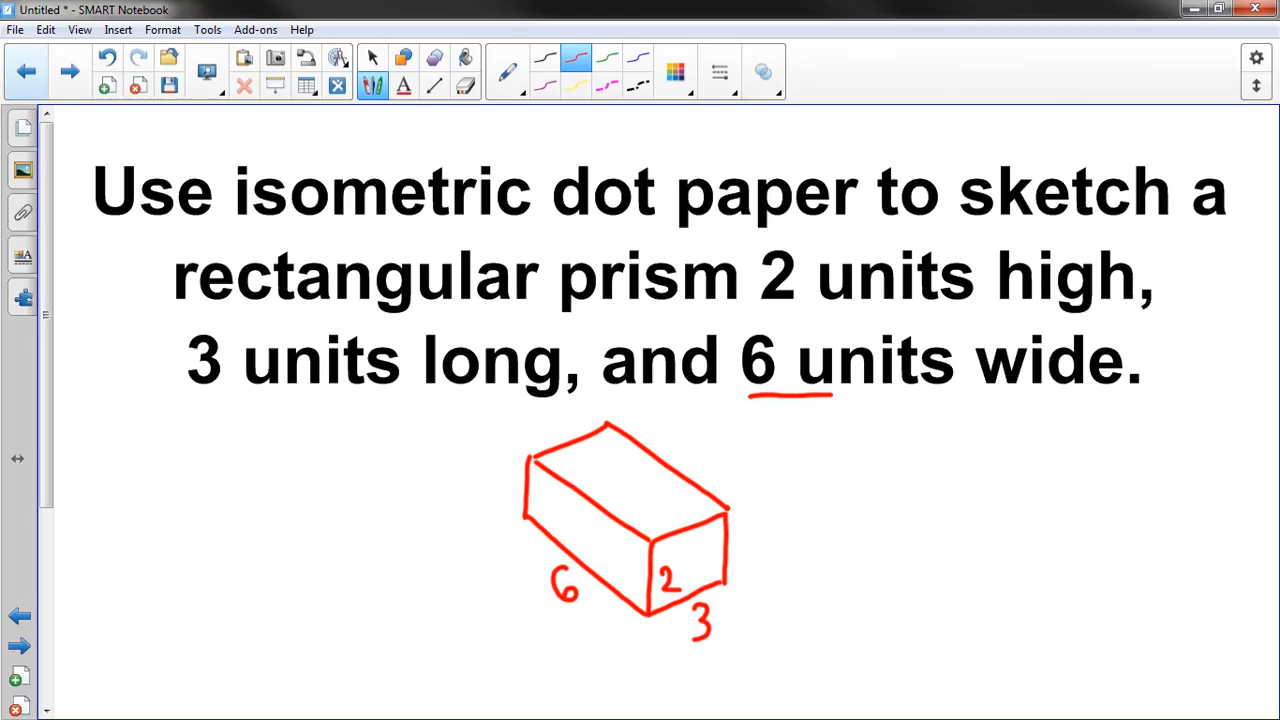 Untitled * - SMART Notebook
File Edit View Insert Format Tools Add-ons Help
Use isometric dot paper to sketch a
rectangular prism 2 units high,
3 units long, and 6 units wide.
6
2
3